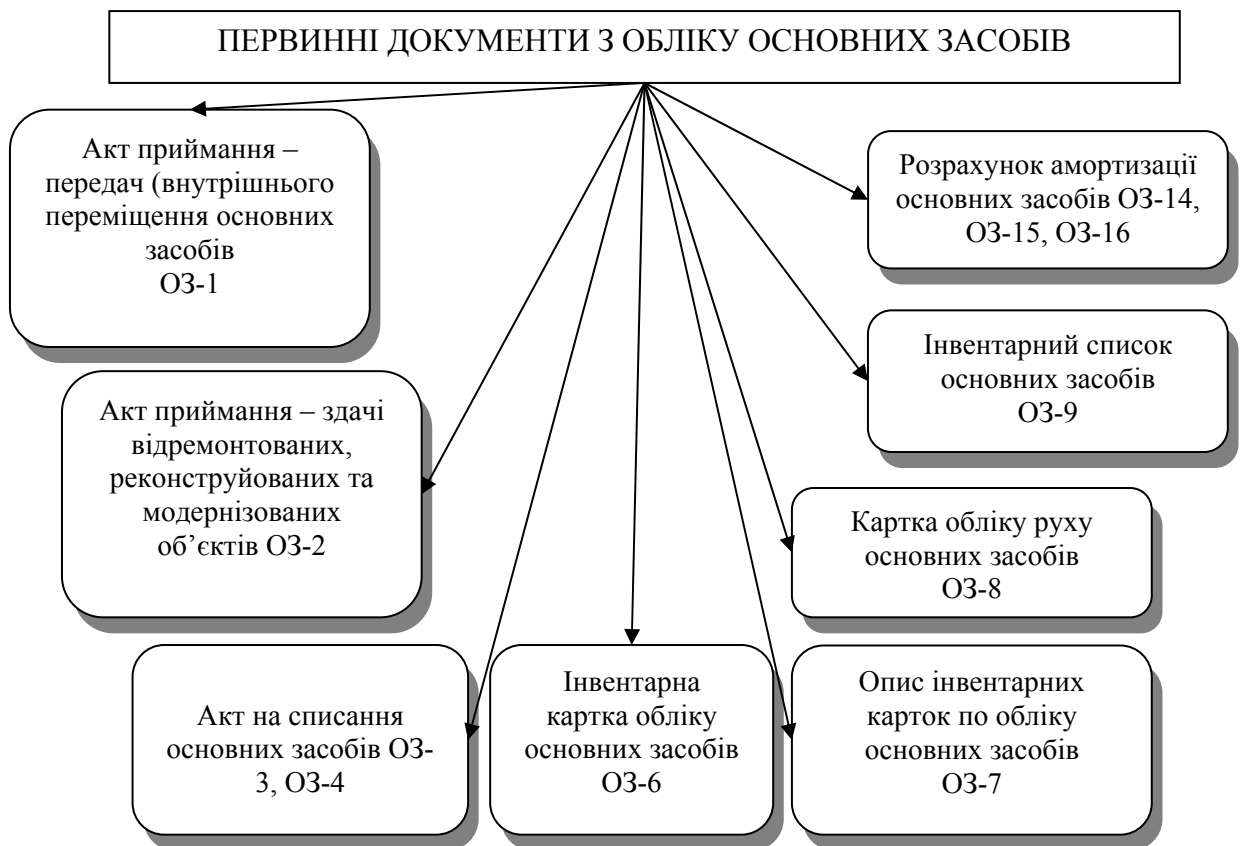 ПЕРВИННІ ДОКУМЕНТИ З ОБЛІКУ ОСНОВНИХ ЗАСОБІВ
Акт приймання –
передач (внутрішнього
переміщення основних
засобів
ОЗ-1
Розрахунок амортизації
основних засобів ОЗ-14,
ОЗ-15, ОЗ-16
Інвентарний список
основних засобів
ОЗ-9
Акт приймання – здачі
відремонтованих,
реконструйованих та
модернізованих
об’єктів ОЗ-2
Картка обліку руху
основних засобів
ОЗ-8
Акт на списання
основних засобів ОЗ-
3, ОЗ-4
Інвентарна
картка обліку
основних засобів
ОЗ-6
Опис інвентарних
карток по обліку
основних засобів
ОЗ-7